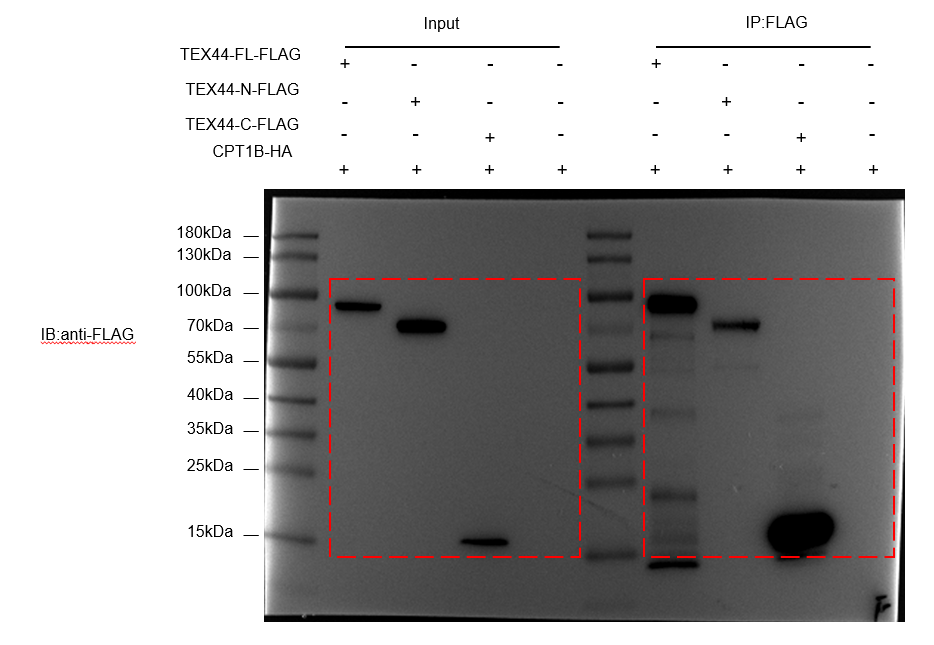 Input IP:FLAG
TEX44-FL-FLAG + - - - + - - -
TEX44-N-FLAG - + - - - + - -
TEX44-C-FLAG - - + - - - + -
CPT1B-HA + + + + + + + +
180kDa
130kDa
100kDa
70kDa
IB:anti-FLAG
55kDa
40kDa
35kDa
25kDa
15kDa